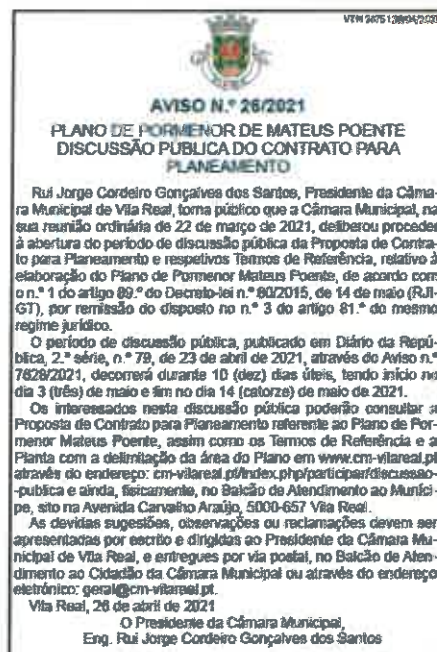 AVISO N.º 26/2021
PLANO DE PORMENOR DE MATEUS POENTE
DISCUSSÃO PUBLICA DO CONTRATO PARA
PLANEAMENTO
Rui Jorge Cordeiro Gonçalves dos Santos, Presidente da Câma-
ra Municipal de Vila Real, torna público que a Câmara Municipal, na
sua reunião ordinária de 22 de março de 2021, deliberou proceder
à abertura do período de discussão pública da Proposta de Contra-
to para Planeamento e respetivos Termos de Referência, relativo à
elaboração do Plano de Pormenor Mateus Poente, de acordo com
o n.º 1 do artigo 89.º do Decreto-lei n.º 80/2015, de 14 de maio (RJI-
GT), por remissão do disposto no n.º 3 do artigo 81.º do mesmo
regime jurídico.
O período de discussão pública, publicado em Diário da Repú-
blica, 2.ª série, n.º 79, de 23 de abril de 2021, através do Aviso n.º
7628/2021, decorrerá durante 10 (dez) dias úteis, tendo início no
dia 3 (três) de maio e fim no dia 14 (catorze) de maio de 2021.
Os interessados nesta discussão pública poderão consultar a
Proposta de Contrato para Planeamento referente ao Plano de Por-
menor Mateus Poente, assim como os Termos de Referência e a
Planta com a delimitação da área do Plano em www.cm-vilareal.pt
através do endereço: cm-vilareal.pt/index.php/participar/discussao-
-publica e ainda, fisicamente, no Balcão de Atendimento ao Munici-
pe, sito na Avenida Carvalho Araújo, 5000-657 Vila Real.
As devidas sugestões, observações ou reclamações devem ser
apresentadas por escrito e dirigidas ao Presidente da Câmara Mu-
nicipal de Vila Real, e entregues por via postal, no Balcão de Aten-
dimento ao Cidadão da Câmara Municipal ou através do endereço
eletrónico: geral@cm-vilareal.pt.
Vila Real, 26 de abril de 2021
O Presidente da Câmara Municipal,
Eng. Rui Jorge Cordeiro Gonçalves dos Santos